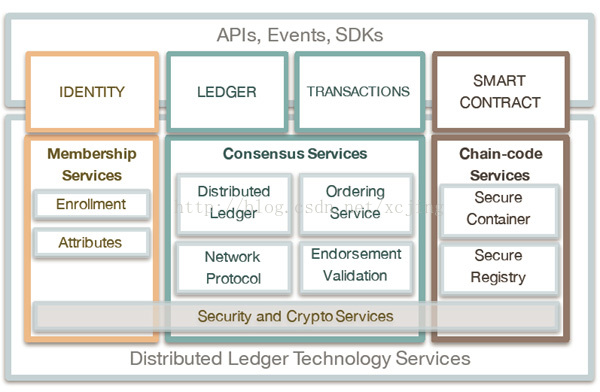 APIs, Events, SDKs
IDENTITY
LEDGER
TRANSACTIONS
SMART
CONTRACT
Membership
Services
Enrollment
Attributes
Consensus Services
Distributed
Ledger
Ordering
Service
Network
Protocol
Endorsement
Validation
Chain-code
Services
Secure
Container
Secure
Registry
http://blog.csdn.net/xcjing
Security and Crypto Services
Distributed Ledger Technology Services